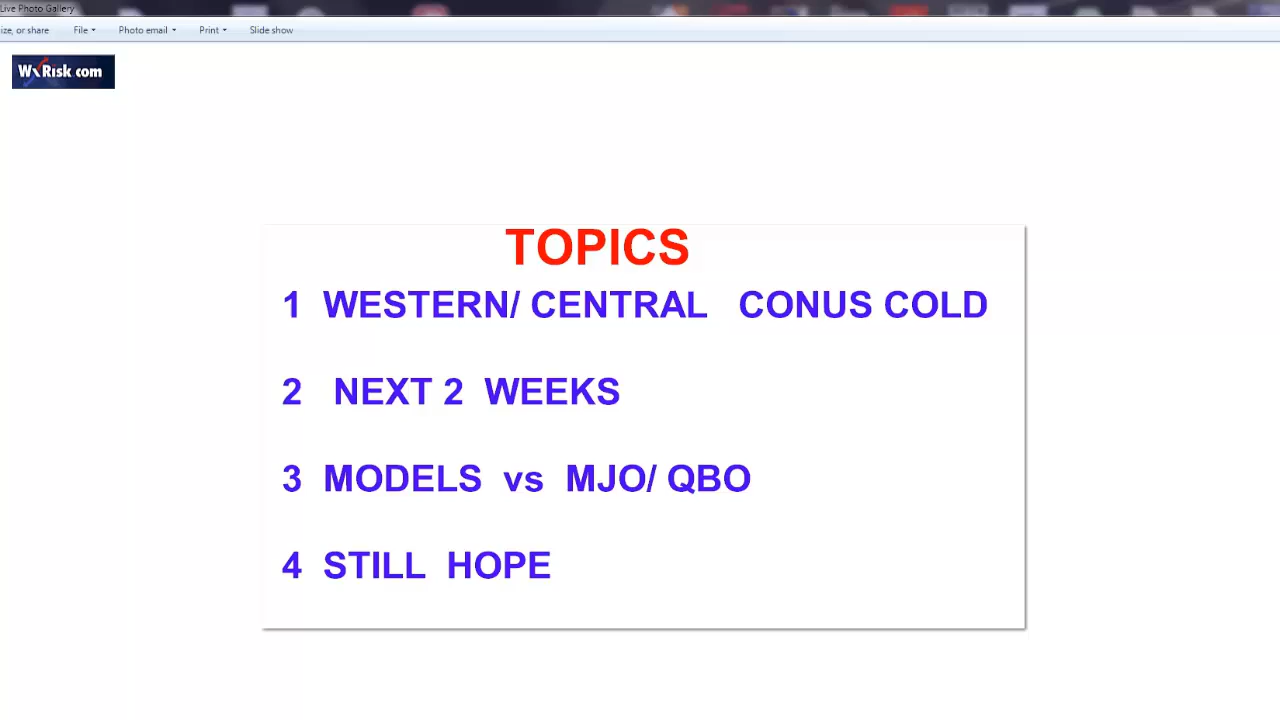 Live Photo Gallery
ize, or share File Photo email Print Slide show
WxRisk.com
TOPICS
1 WESTERN/ CENTRAL CONUS COLD
2 NEXT 2 WEEKS
3 MODELS vs MJO/ QBO
4 STILL HOPE